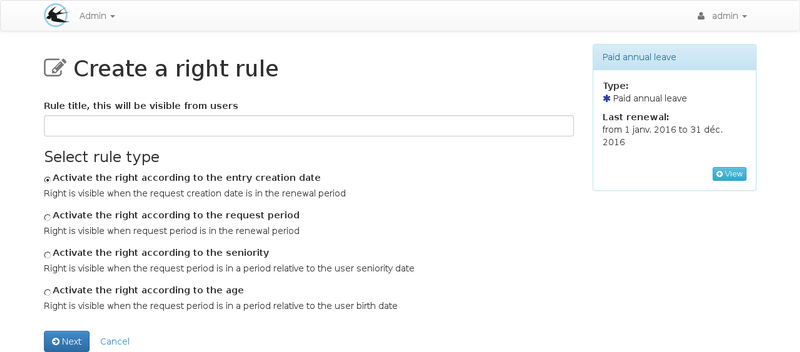 Admin
admin
Create a right rule
Rule title, this will be visible from users
Select rule type
Activate the right according to the entry creation date
Right is visible when the request creation date is in the renewal period
Activate the right according to the request period
Right is visible when request period is in the renewal period
Activate the right according to the seniority
Right is visible when the request period is in a period relative to the user seniority date
Activate the right according to the age
Right is visible when the request period is in a period relative to the user birth date
Next Cancel
Paid annual leave
Type:
Paid annual leave
Last renewal:
from 1 janv. 2016 to 31 déc.
2016
View